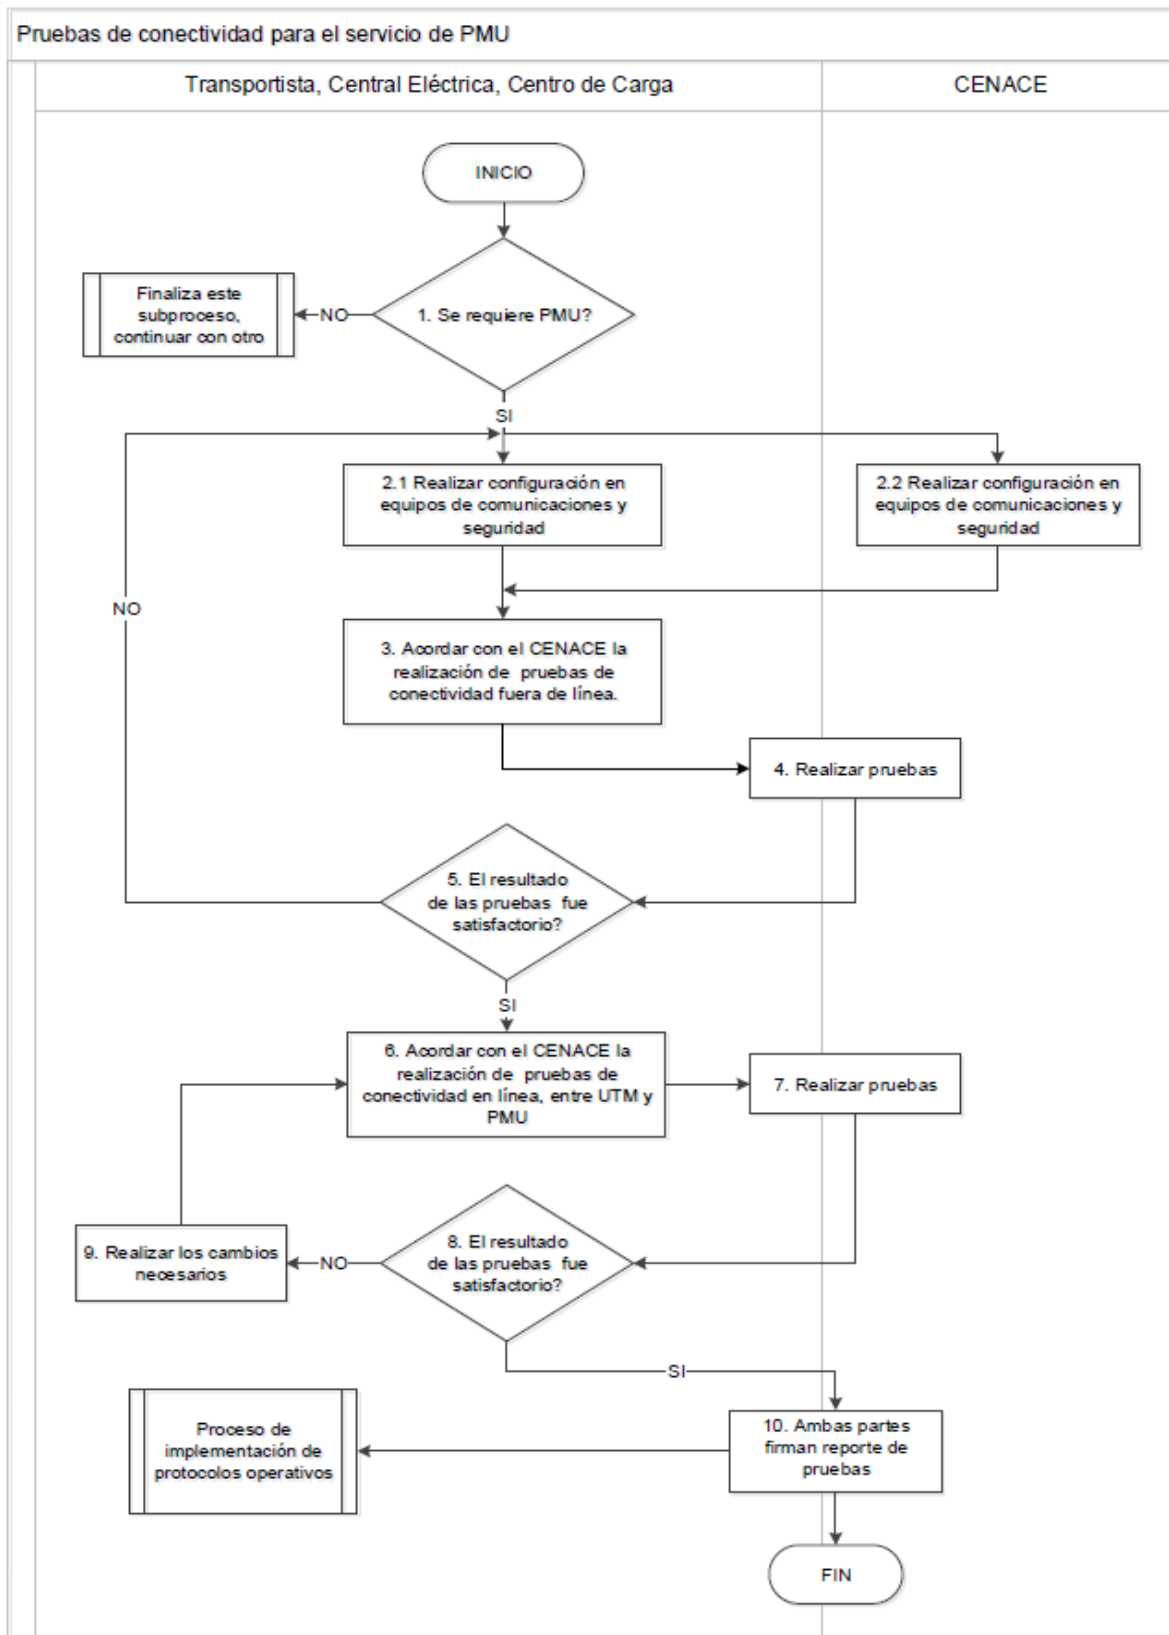 Pruebas de conectividad para el servicio de PMU
Transportista, Central Eléctrica, Centro de Carga
CENACE
INICIO
1. Se requiere PMU?
NO
Finaliza este
subproceso,
continuar con otro
SI
2.1 Realizar configuración en
equipos de comunicaciones y
seguridad
2.2 Realizar configuración en
equipos de comunicaciones y
seguridad
NO
3. Acordar con el CENACE la
realización de pruebas de
conectividad fuera de línea.
4. Realizar pruebas
5. El resultado
de las pruebas fue
satisfactorio?
SI
6. Acordar con el CENACE la
realización de pruebas de
conectividad en línea, entre UTM y
PMU
7. Realizar pruebas
8. El resultado
de las pruebas fue
satisfactorio?
NO
9. Realizar los cambios
necesarios
SI
10. Ambas partes
firman reporte de
pruebas
Proceso de
implementación de
protocolos operativos
FIN